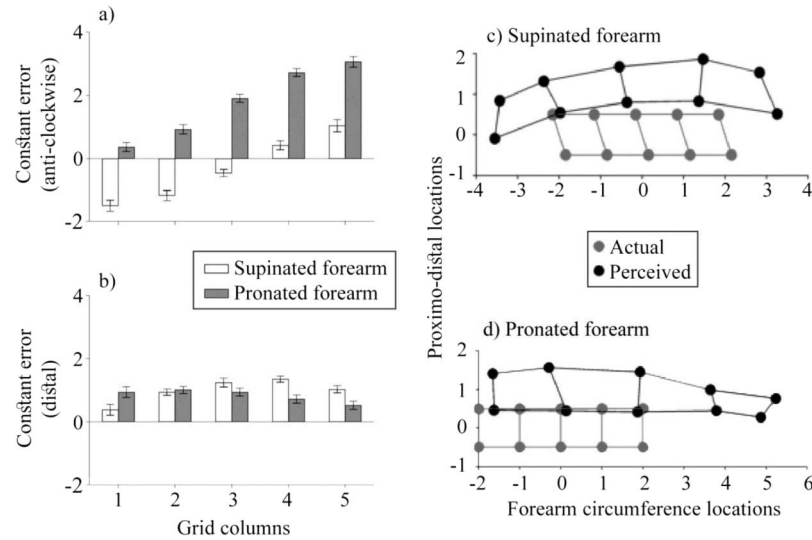 a)
4
2
0
-2
Constant error
(anti-clockwise)
Supinated forearm
Pronated forearm
b)
4
2
0
-2
Constant error
(distal)
1 2 3 4 5
Grid columns
c) Supinated forearm
2
1
0
-1
-4 -3 -2 -1 0 1 2 3 4
Proximo-distal locations
Actual
Perceived
d) Pronated forearm
2
1
0
-1
-2 -1 0 1 2 3 4 5 6
Forearm circumference locations